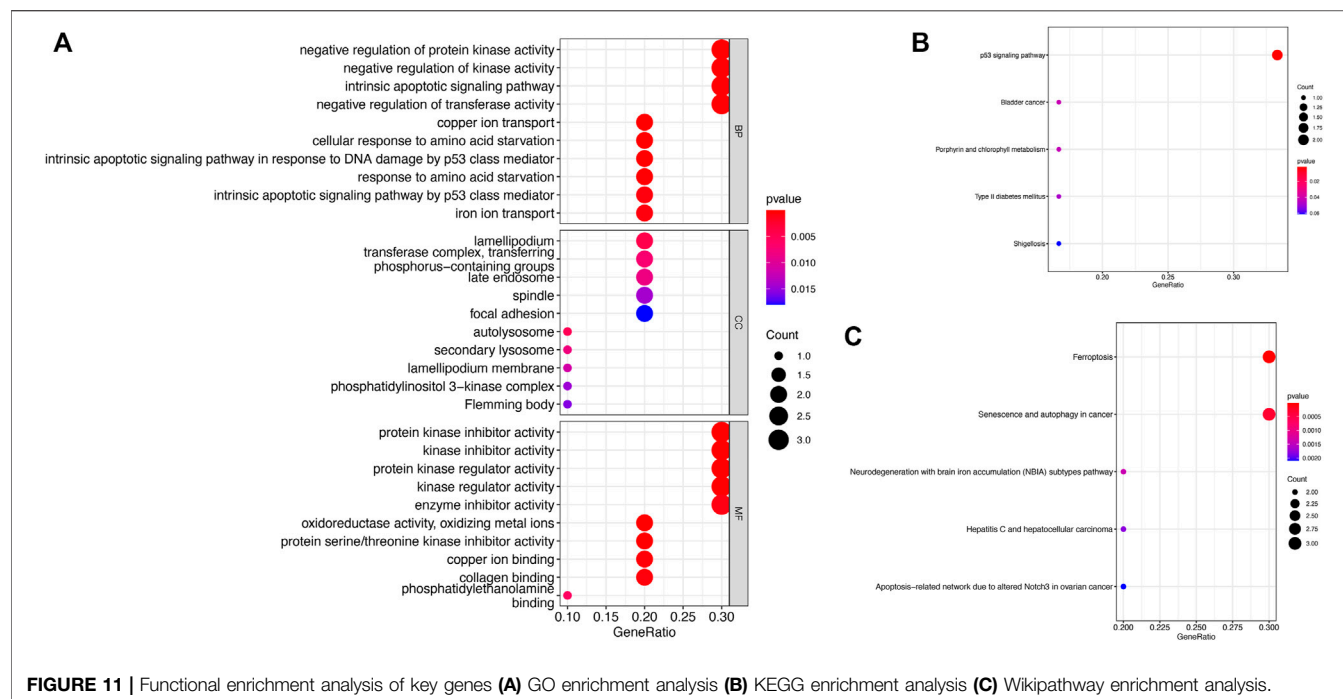 A
negative regulation of protein kinase activity
negative regulation of kinase activity
intrinsic apoptotic signaling pathway
negative regulation of transferase activity
copper ion transport
cellular response to amino acid starvation
intrinsic apoptotic signaling pathway in response to DNA damage by p53 class mediator
response to amino acid starvation
intrinsic apoptotic signaling pathway by p53 class mediator
iron ion transport
BP
lamellipodium
transferase complex, transferring
phosphorus-containing groups
late endosome
spindle
focal adhesion
autolysosome
secondary lysosome
lamellipodium membrane
phosphatidylinositol 3-kinase complex
Flemming body
CC
protein kinase inhibitor activity
kinase inhibitor activity
protein kinase regulator activity
kinase regulator activity
enzyme inhibitor activity
oxidoreductase activity, oxidizing metal ions
protein serine/threonine kinase inhibitor activity
copper ion binding
collagen binding
phosphatidylethanolamine
binding
MF
0.10 0.15 0.20 0.25 0.30
GeneRatio
pvalue
0.005
0.010
0.015
Count
1.0
1.5
2.0
2.5
3.0
B
p53 signaling pathway
Bladder cancer
Porphyrin and chlorophyll metabolism
Type II diabetes mellitus
Shigellosis
0.20 0.25 0.30
GeneRatio
Count
1.00
1.25
1.50
1.75
2.00
pvalue
0.02
0.04
0.06
C
Ferroptosis
Senescence and autophagy in cancer
Neurodegeneration with brain iron accumulation (NBIA) subtypes pathway
Hepatitis C and hepatocellular carcinoma
Apoptosis-related network due to altered Notch3 in ovarian cancer
0.200 0.225 0.250 0.275 0.300
GeneRatio
pvalue
0.0005
0.0010
0.0015
0.0020
Count
2.00
2.25
2.50
2.75
3.00
FIGURE 11 | Functional enrichment analysis of key genes (A) GO enrichment analysis (B) KEGG enrichment analysis (C) Wikipathway enrichment analysis.